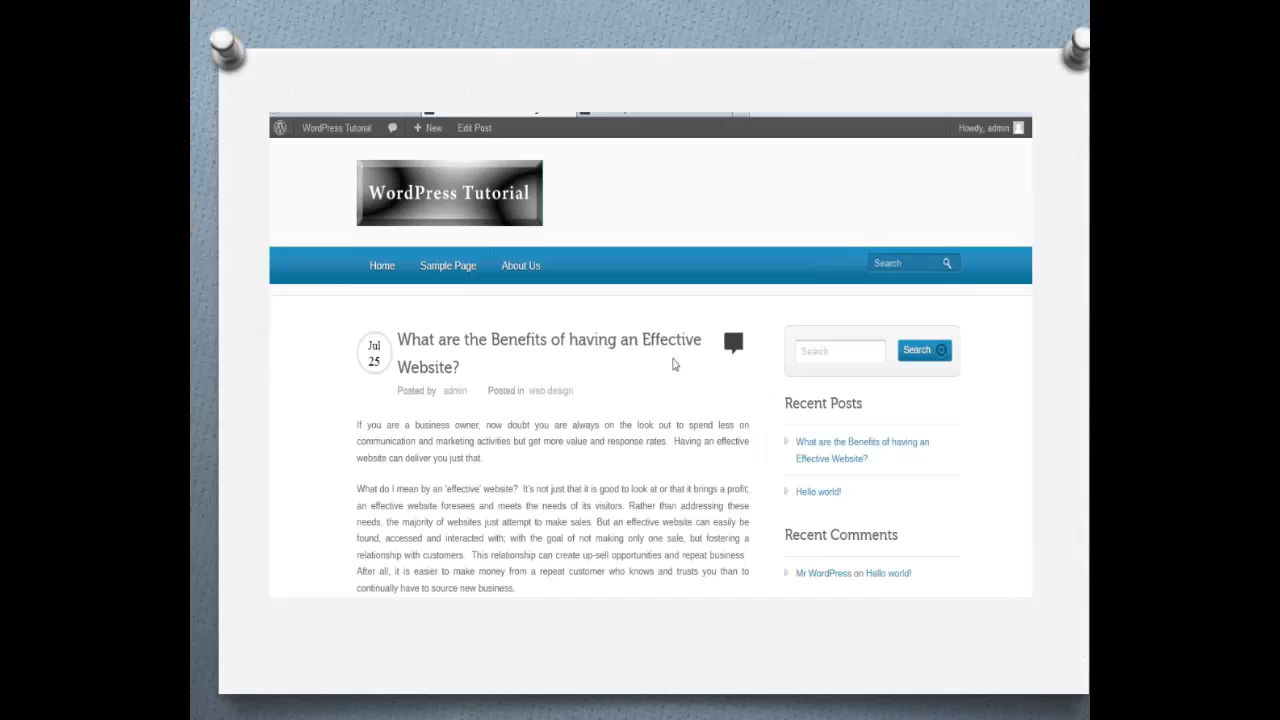 WordPress Tutorial New Edit Post Howdy, admin
WordPress Tutorial
Home Sample Page About Us Search
Jul
25
What are the Benefits of having an Effective
Website?
Posted by admin Posted in web design
If you are a business owner, now doubt you are always on the look out to spend less on
communication and marketing activities but get more value and response rates. Having an effective
website can deliver you just that.
What do I mean by an 'effective' website? It's not just that it is good to look at or that it brings a profit;
an effective website foresees and meets the needs of its visitors. Rather than addressing these
needs, the majority of websites just attempt to make sales. But an effective website can easily be
found, accessed and interacted with; with the goal of not making only one sale, but fostering a
relationship with customers. This relationship can create up-sell opportunities and repeat business.
After all, it is easier to make money from a repeat customer who knows and trusts you than to
continually have to source new business.
Search Search
Recent Posts
What are the Benefits of having an
Effective Website?
Hello world!
Recent Comments
Mr WordPress on Hello world!